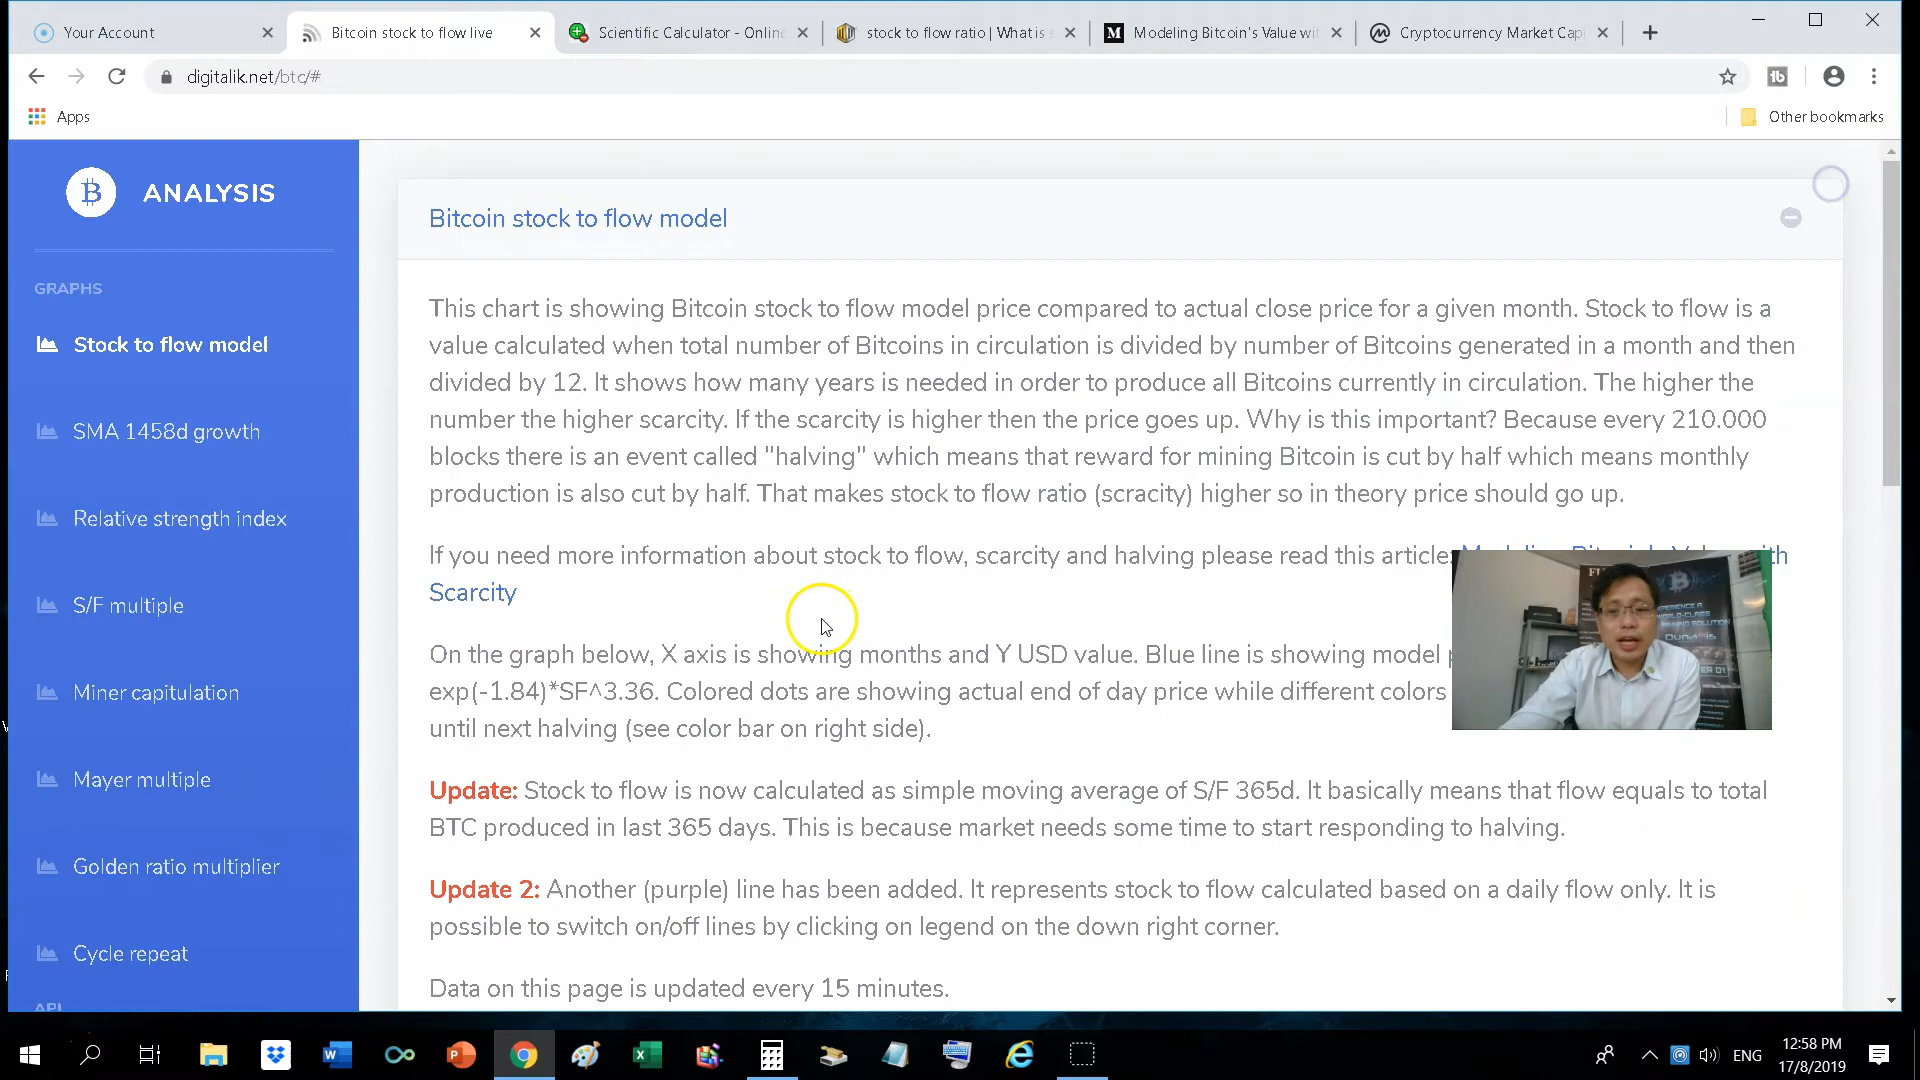 Your Account
Bitcoin stock to flow live
Scientific Calculator - Online
stock to flow ratio | What is s
Modeling Bitcoin's Value wit
Cryptocurrency Market Capi
digitalik.net/btc/#
Apps
Other bookmarks
ANALYSIS
GRAPHS
Stock to flow model
SMA 1458d growth
Relative strength index
S/F multiple
Miner capitulation
Mayer multiple
Golden ratio multiplier
Cycle repeat
API
Bitcoin stock to flow model
This chart is showing Bitcoin stock to flow model price compared to actual close price for a given month. Stock to flow is a
value calculated when total number of Bitcoins in circulation is divided by number of Bitcoins generated in a month and then
divided by 12. It shows how many years is needed in order to produce all Bitcoins currently in circulation. The higher the
number the higher scarcity. If the scarcity is higher then the price goes up. Why is this important? Because every 210.000
blocks there is an event called "halving" which means that reward for mining Bitcoin is cut by half which means monthly
production is also cut by half. That makes stock to flow ratio (scracity) higher so in theory price should go up.
If you need more information about stock to flow, scarcity and halving please read this article: Modeling Bitcoin's Value with
Scarcity
On the graph below, X axis is showing months and Y USD value. Blue line is showing model
exp(-1.84)*SF^3.36. Colored dots are showing actual end of day price while different colors
until next halving (see color bar on right side).
Update: Stock to flow is now calculated as simple moving average of S/F 365d. It basically means that flow equals to total
BTC produced in last 365 days. This is because market needs some time to start responding to halving.
Update 2: Another (purple) line has been added. It represents stock to flow calculated based on a daily flow only. It is
possible to switch on/off lines by clicking on legend on the down right corner.
Data on this page is updated every 15 minutes.
ENG
12:58 PM
17/8/2019